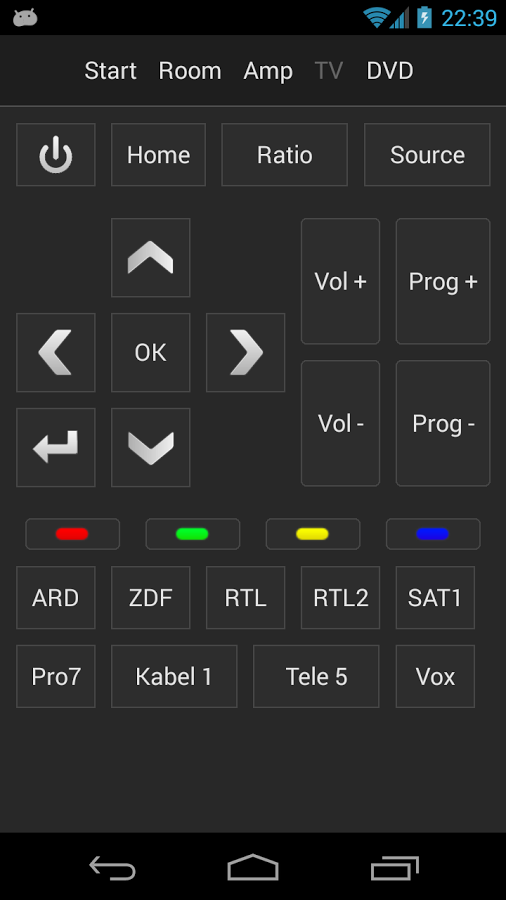 22:39
Start Room Amp TV DVD
Home Ratio Source
Vol + Prog +
OK
Vol - Prog -
ARD ZDF RTL RTL2 SAT1
Pro7 Kabel 1 Tele 5 Vox